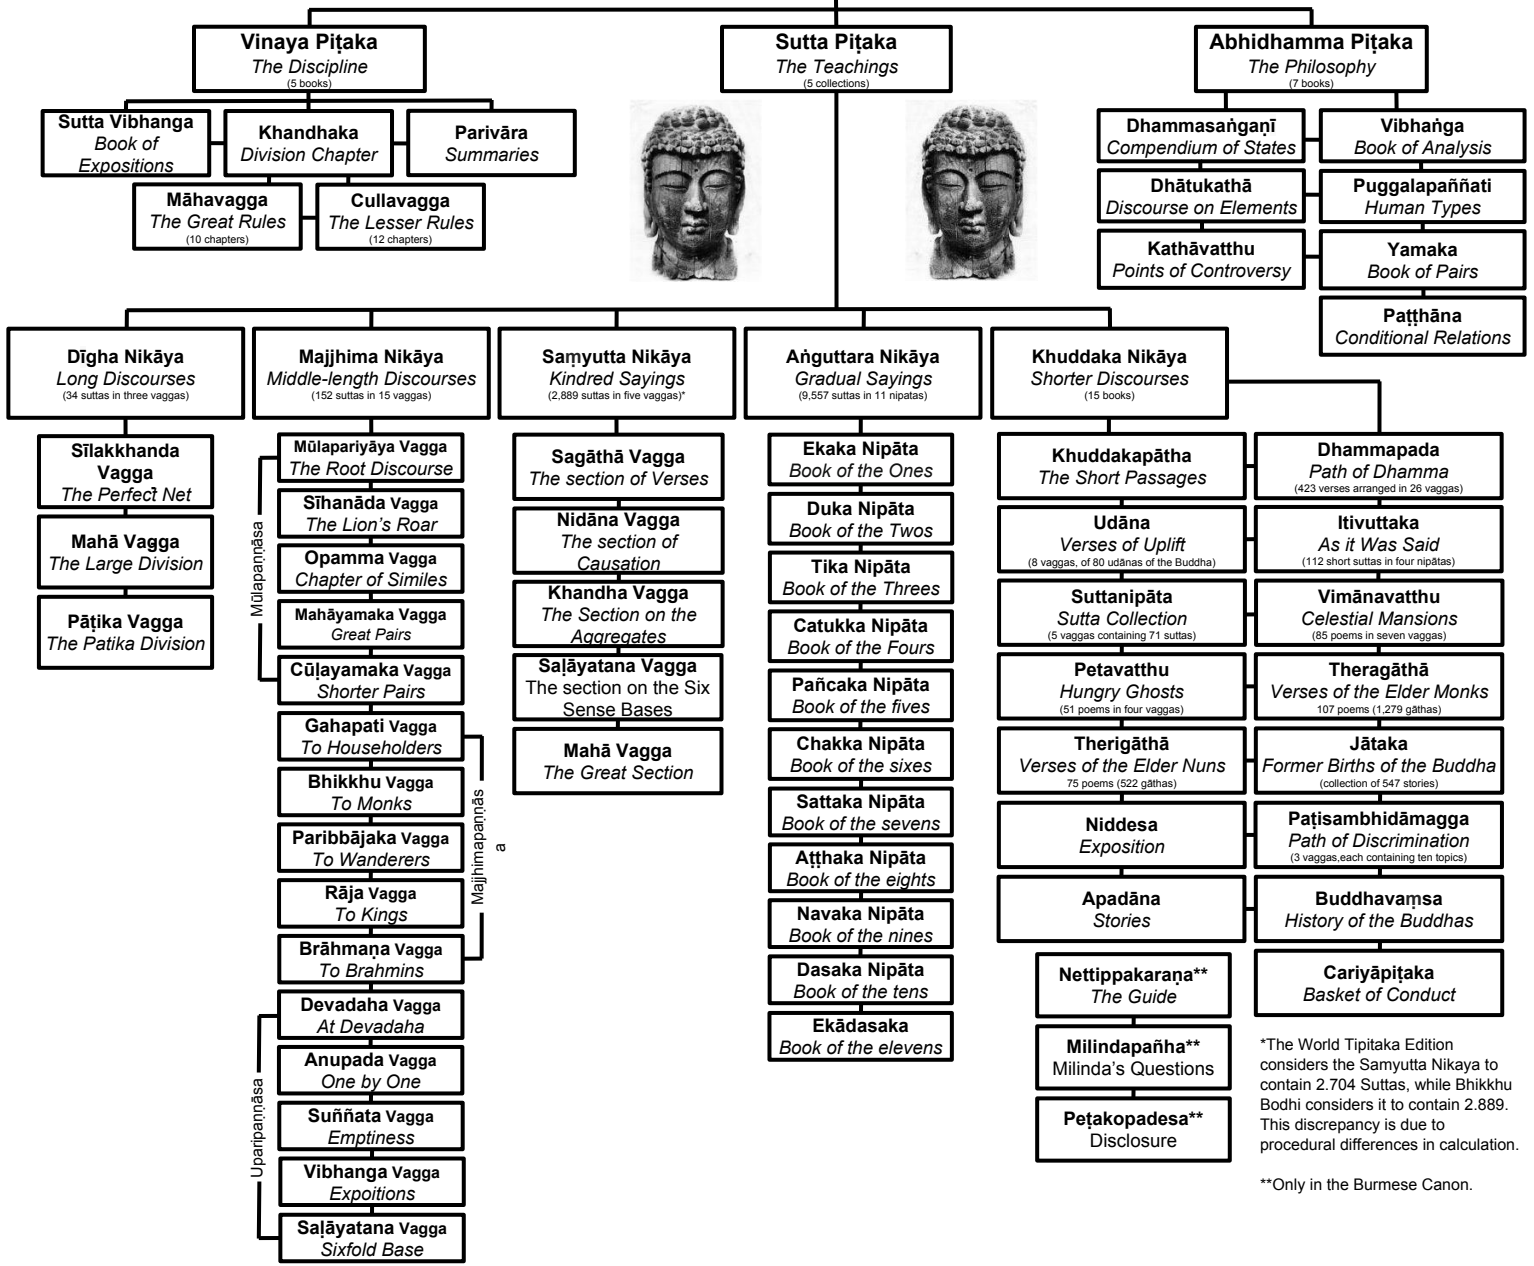 Vinaya Piṭaka
The Discipline
(5 books)
Sutta Piṭaka
The Teachings
(5 collections)
Abhidhamma Piṭaka
The Philosophy
(7 books)
Sutta Vibhanga
Book of
Expositions
Khandhaka
Division Chapter
Parivāra
Summaries
Māhavagga
The Great Rules
(10 chapters)
Cullavagga
The Lesser Rules
(12 chapters)
Dhammasaṅgaṇī
Compendium of States
Vibhaṅga
Book of Analysis
Dhātukathā
Discourse on Elements
Puggalapaññati
Human Types
Kathāvatthu
Points of Controversy
Yamaka
Book of Pairs
Paṭṭhāna
Conditional Relations
Dīgha Nikāya
Long Discourses
(34 suttas in three vaggas)
Majjhima Nikāya
Middle-length Discourses
(152 suttas in 15 vaggas)
Saṃyutta Nikāya
Kindred Sayings
(2,889 suttas in five vaggas)*
Aṅguttara Nikāya
Gradual Sayings
(9,557 suttas in 11 nipatas)
Khuddaka Nikāya
Shorter Discourses
(15 books)
Sīlakkhanda
Vagga
The Perfect Net
Mahā Vagga
The Large Division
Pāṭika Vagga
The Patika Division
Mūlapaṇṇāsa
Mūlapariyāya Vagga
The Root Discourse
Sīhanāda Vagga
The Lion's Roar
Opamma Vagga
Chapter of Similes
Mahāyamaka Vagga
Great Pairs
Cūḷayamaka Vagga
Shorter Pairs
Majjhimapaṇṇās
a
Gahapati Vagga
To Householders
Bhikkhu Vagga
To Monks
Paribbājaka Vagga
To Wanderers
Rāja Vagga
To Kings
Brāhmaṇa Vagga
To Brahmins
Uparipaṇṇāsa
Devadaha Vagga
At Devadaha
Anupada Vagga
One by One
Suññata Vagga
Emptiness
Vibhanga Vagga
Expoitions
Saḷāyatana Vagga
Sixfold Base
Sagāthā Vagga
The section of Verses
Nidāna Vagga
The section of
Causation
Khandha Vagga
The Section on the
Aggregates
Saḷāyatana Vagga
The section on the Six
Sense Bases
Mahā Vagga
The Great Section
Ekaka Nipāta
Book of the Ones
Duka Nipāta
Book of the Twos
Tika Nipāta
Book of the Threes
Catukka Nipāta
Book of the Fours
Pañcaka Nipāta
Book of the fives
Chakka Nipāta
Book of the sixes
Sattaka Nipāta
Book of the sevens
Aṭṭhaka Nipāta
Book of the eights
Navaka Nipāta
Book of the nines
Dasaka Nipāta
Book of the tens
Ekādasaka
Book of the elevens
Khuddakapātha
The Short Passages
Dhammapada
Path of Dhamma
(423 verses arranged in 26 vaggas)
Udāna
Verses of Uplift
(8 vaggas, of 80 udānas of the Buddha)
Itivuttaka
As it Was Said
(112 short suttas in four nipātas)
Suttanipāta
Sutta Collection
(5 vaggas containing 71 suttas)
Vimānavatthu
Celestial Mansions
(85 poems in seven vaggas)
Petavatthu
Hungry Ghosts
(51 poems in four vaggas)
Theragāthā
Verses of the Elder Monks
107 poems (1,279 gāthas)
Therigāthā
Verses of the Elder Nuns
75 poems (522 gāthas)
Jātaka
Former Births of the Buddha
(collection of 547 stories)
Niddesa
Exposition
Paṭisambhidāmagga
Path of Discrimination
(3 vaggas,each containing ten topics)
Apadāna
Stories
Buddhavaṃsa
History of the Buddhas
Cariyāpiṭaka
Basket of Conduct
Nettippakaraṇa**
The Guide
Milindapañha**
Milinda's Questions
Peṭakopadesa**
Disclosure
*The World Tipitaka Edition
considers the Samyutta Nikaya to
contain 2.704 Suttas, while Bhikkhu
Bodhi considers it to contain 2.889.
This discrepancy is due to
procedural differences in calculation.
**Only in the Burmese Canon.